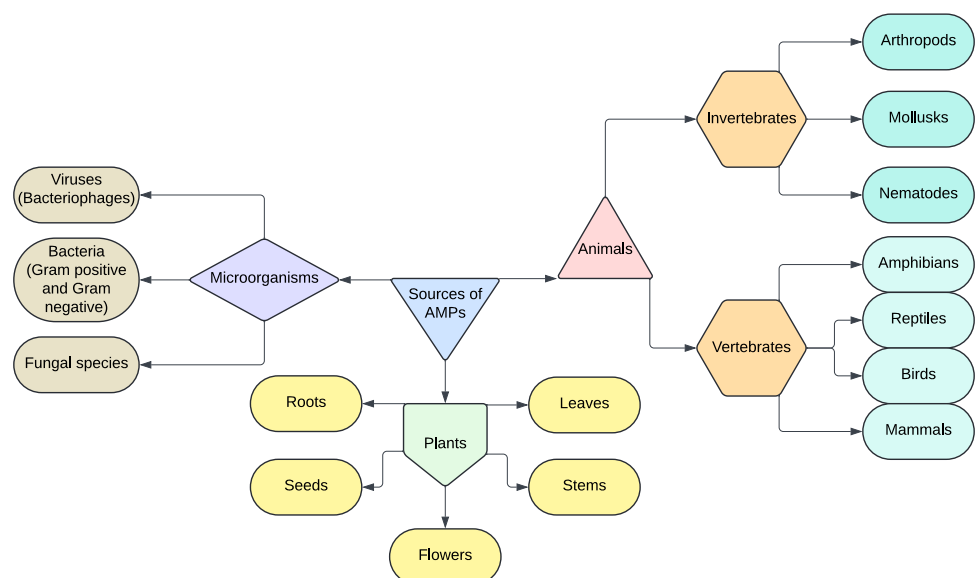 Arthropods
Invertebrates
Mollusks
Nematodes
Viruses
(Bacteriophages)
Bacteria
(Gram positive
and Gram
negative)
Fungal species
Microorganisms
Sources of
AMPs
Animals
Amphibians
Reptiles
Vertebrates
Birds
Mammals
Roots
Leaves
Plants
Seeds
Stems
Flowers